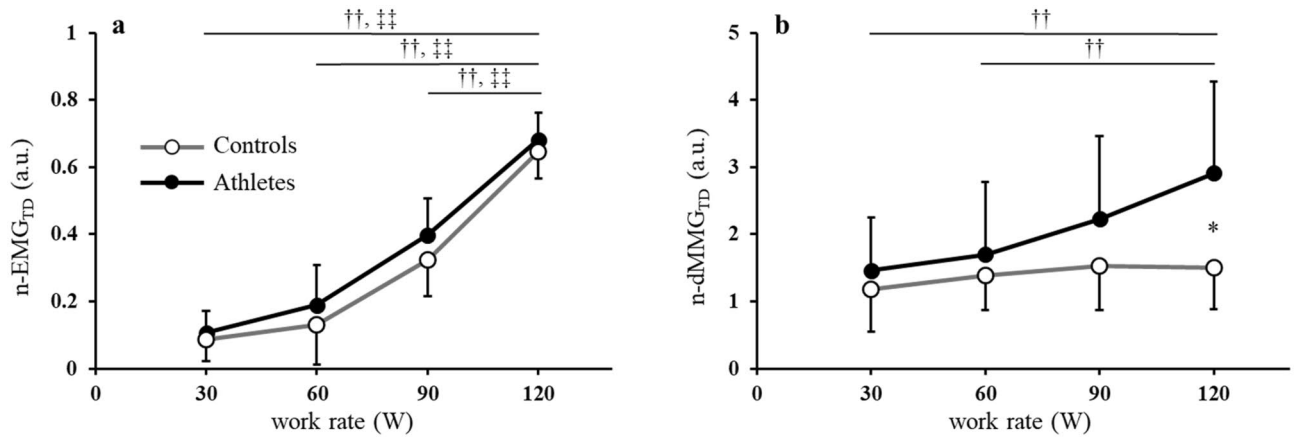 a
††, ‡‡
††, ‡‡
††, ‡‡
1
0.8
0.6
0.4
0.2
0
n-EMGTD (a.u.)
Controls
Athletes
0 30 60 90 120
work rate (W)
b
††
††
5
4
3
2
1
0
n-dMMGTD (a.u.)
*
0 30 60 90 120
work rate (W)